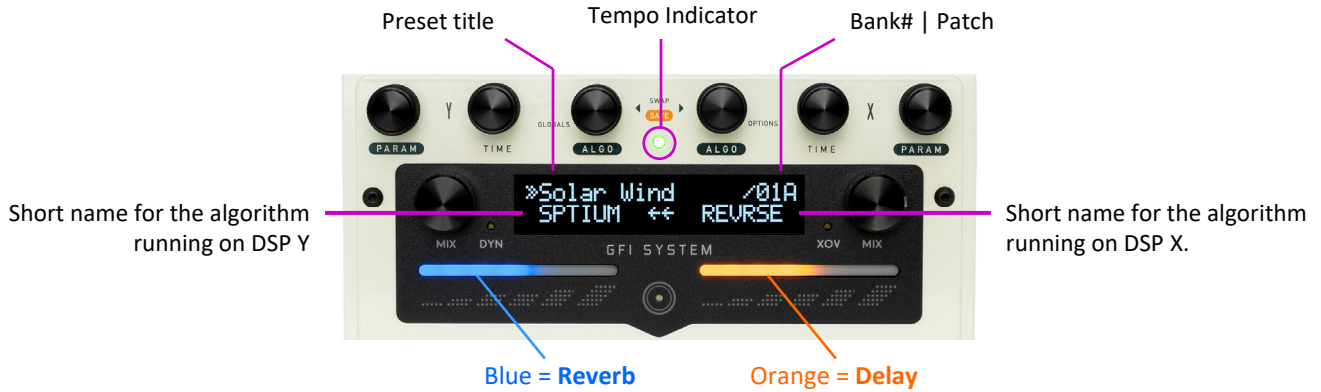 Preset title
Tempo Indicator
Bank# | Patch
SWAP
SAVE
GLOBALS
OPTIONS
Y
X
PARAM
TIME
ALGO
ALGO
TIME
PARAM
»Solar Wind /01A
SPTIUM ←← REVRSE
Short name for the algorithm
running on DSP Y
Short name for the algorithm
running on DSP X.
MIX
DYN
GFI SYSTEM
XOV
MIX
Blue = Reverb
Orange = Delay